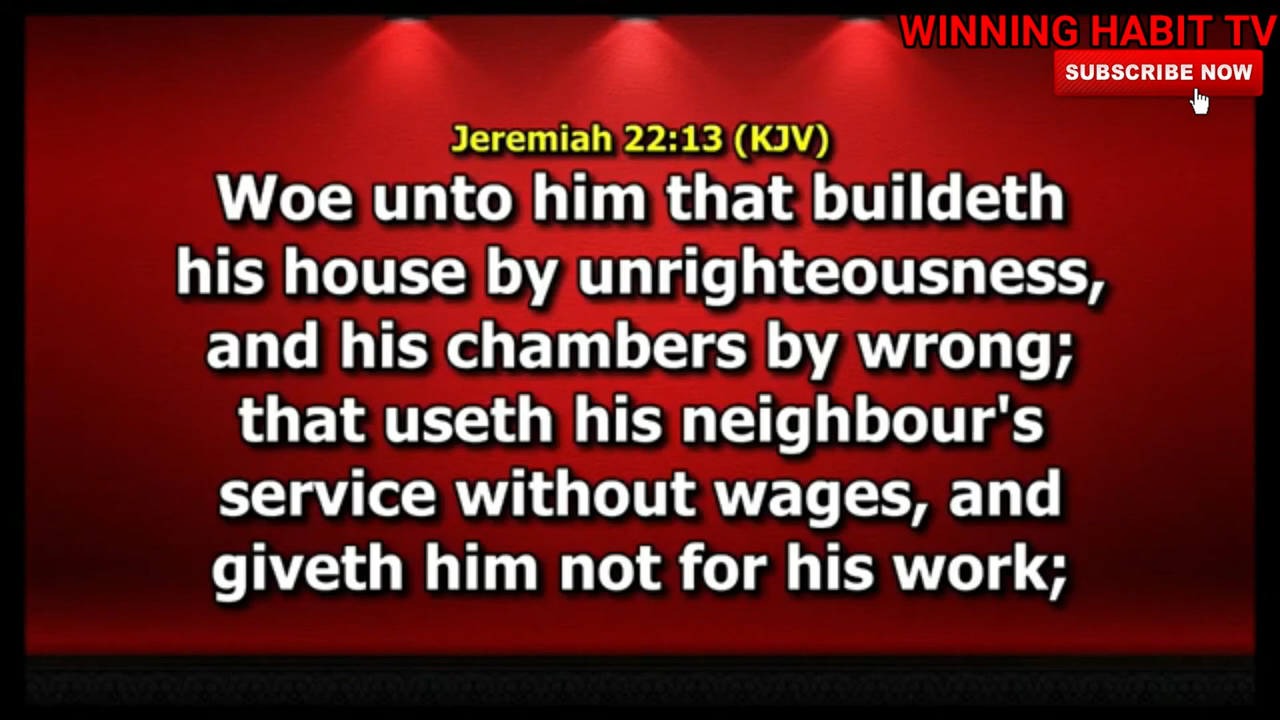 WINNING HABIT TV
SUBSCRIBE NOW
Jeremiah 22:13 (KJV)
Woe unto him that buildeth
his house by unrighteousness,
and his chambers by wrong;
that useth his neighbour's
service without wages, and
giveth him not for his work;